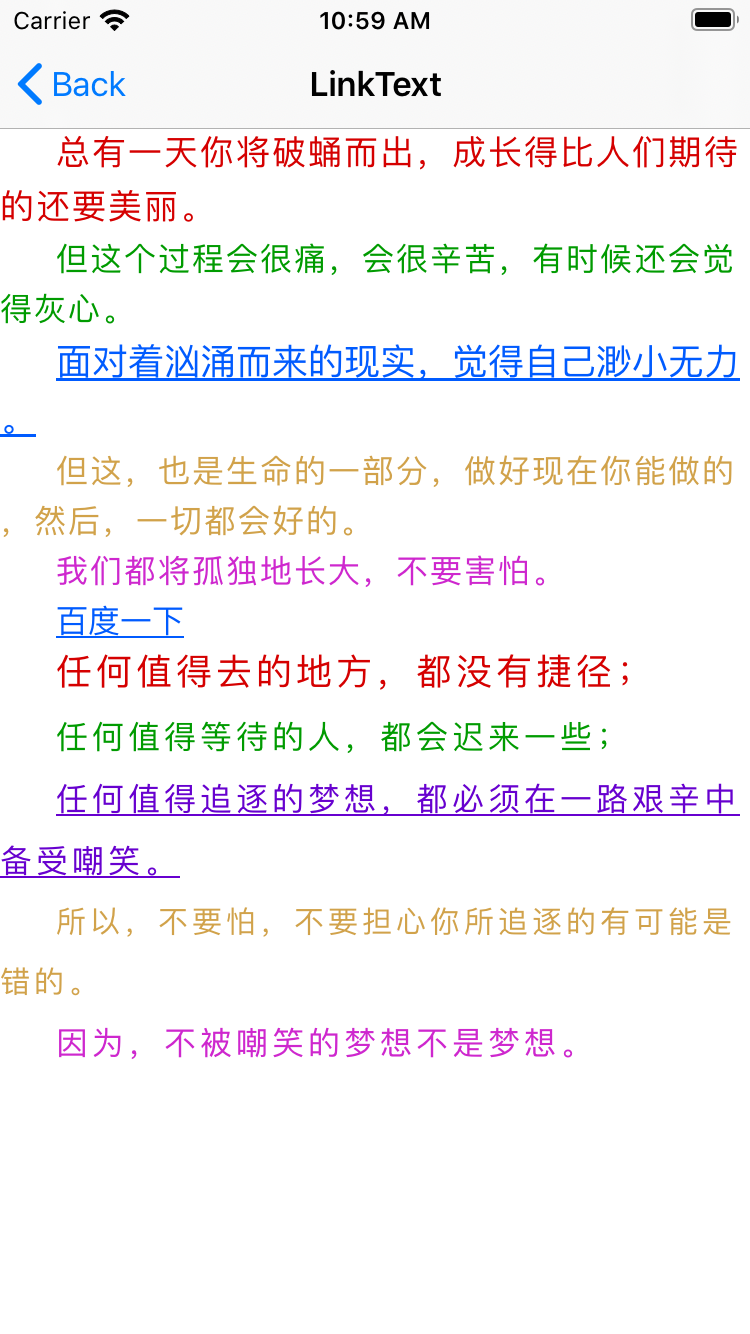 Carrier 10:59 AM
Back LinkText
总有一天你将破蛹而出，成长得比人们期待
的还要美丽。
但这个过程会很痛，会很辛苦，有时候还会觉
得灰心。
面对着汹涌而来的现实，觉得自己渺小无力
。
但这，也是生命的一部分，做好现在你能做的
，然后，一切都会好的。
我们都将孤独地长大，不要害怕。
百度一下
任何值得去的地方，都没有捷径；
任何值得等待的人，都会迟来一些；
任何值得追逐的梦想，都必须在一路艰辛中
备受嘲笑。
所以，不要怕，不要担心你所追逐的有可能是
错的。
因为，不被嘲笑的梦想不是梦想。